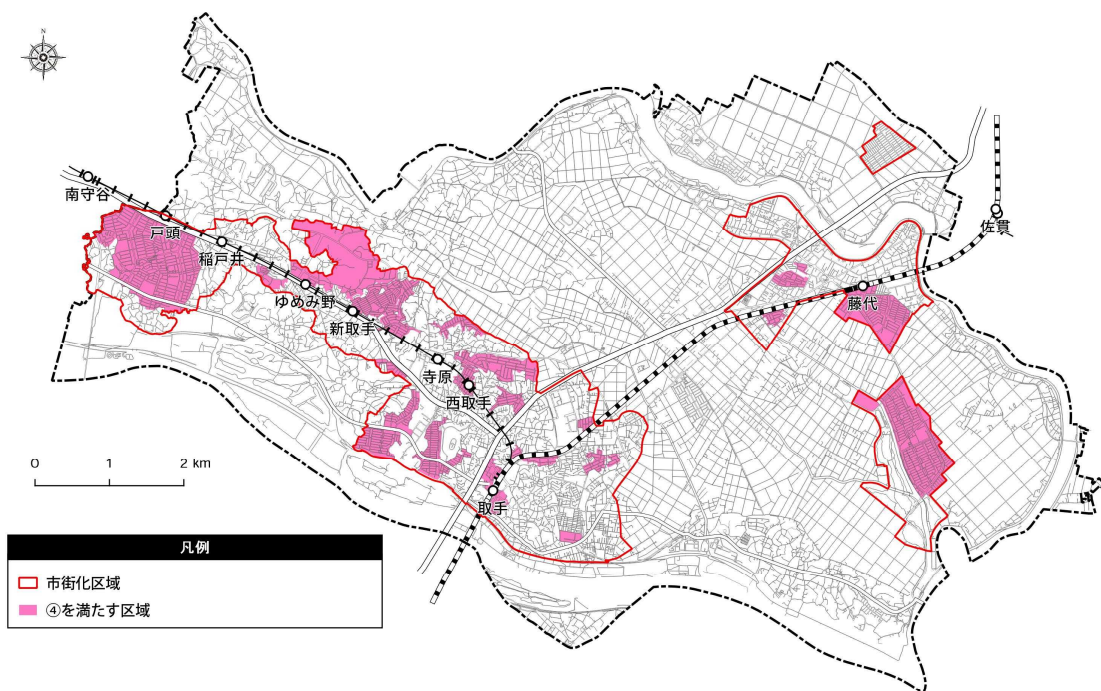 N
南守谷
戸頭
稲戸井
ゆめみ野
新取手
寺原
西取手
取手
藤代
佐貫
0 1 2 km
凡例
市街化区域
④を満たす区域